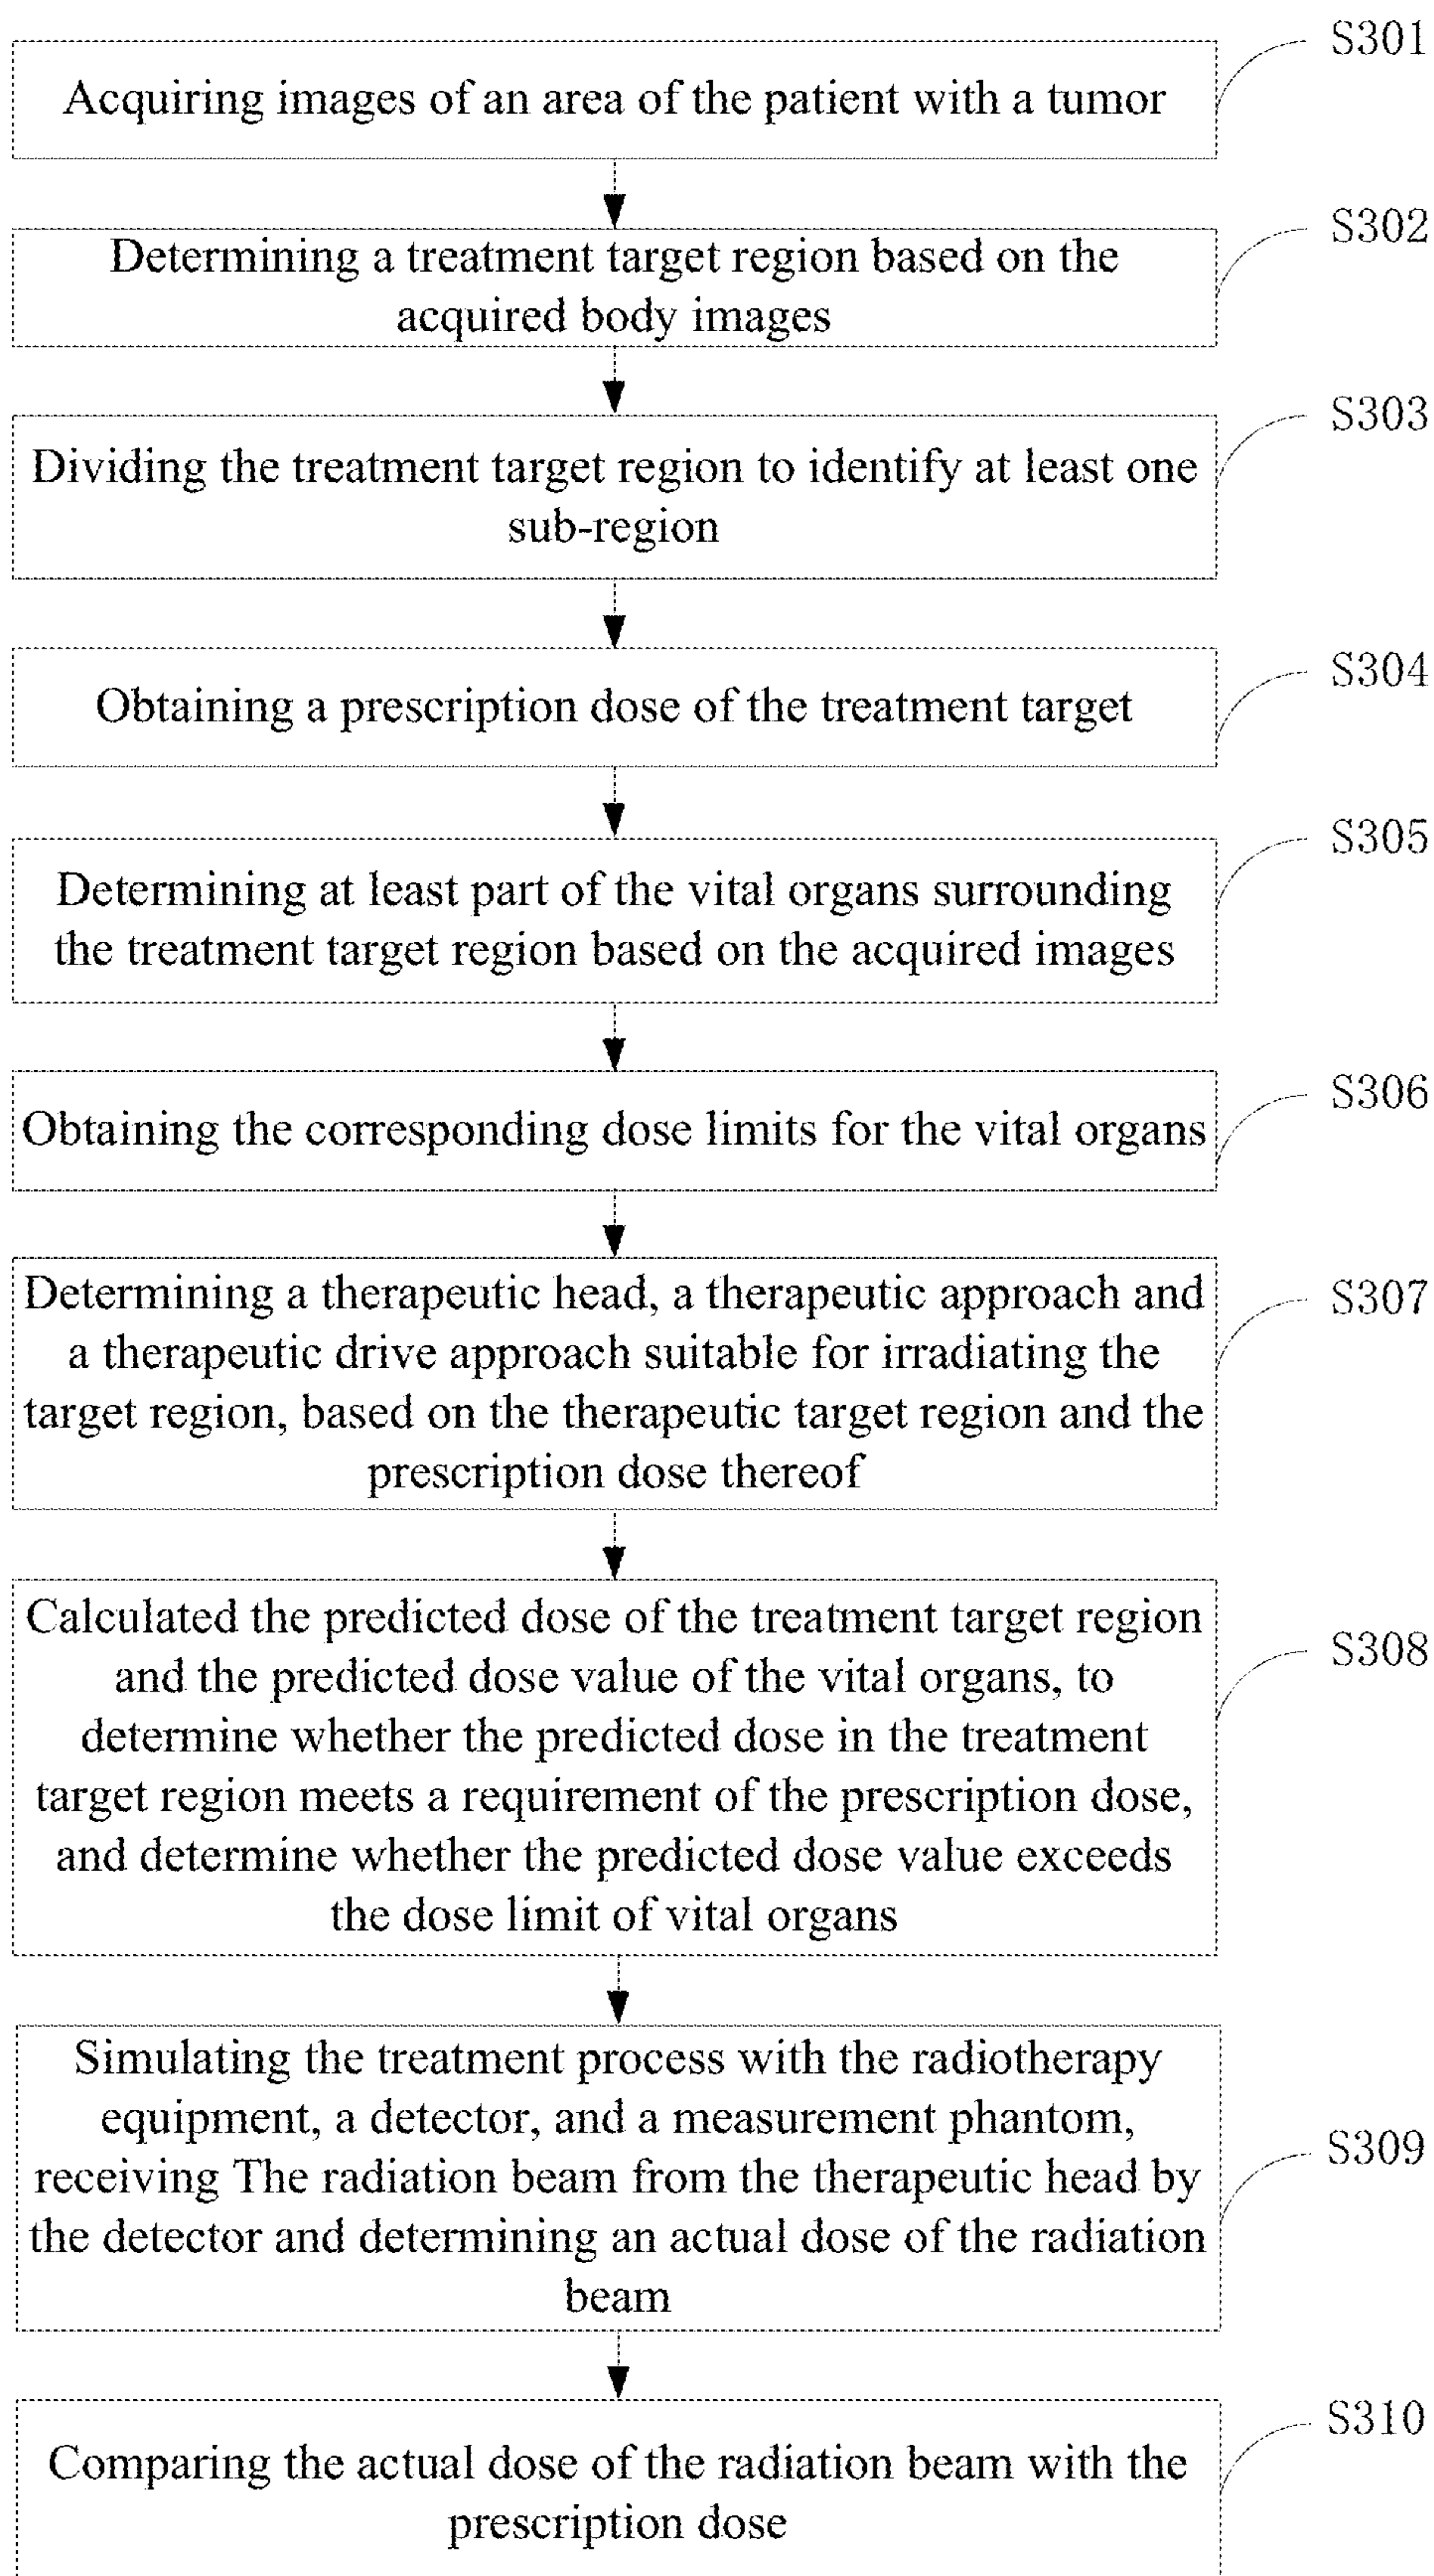 S301
Acquiring images of an area of the patient with a tumor
S302
Determining a treatment target region based on the
acquired body images
S303
Dividing the treatment target region to identify at least one
sub-region
S304
Obtaining a prescription dose of the treatment target
S305
Determining at least part of the vital organs surrounding
the treatment target region based on the acquired images
S306
Obtaining the corresponding dose limits for the vital organs
S307
Determining a therapeutic head, a therapeutic approach and
a therapeutic drive approach suitable for irradiating the
target region, based on the therapeutic target region and the
prescription dose thereof
S308
Calculated the predicted dose of the treatment target region
and the predicted dose value of the vital organs, to
determine whether the predicted dose in the treatment
target region meets a requirement of the prescription dose,
and determine whether the predicted dose value exceeds
the dose limit of vital organs
S309
Simulating the treatment process with the radiotherapy
equipment, a detector, and a measurement phantom,
receiving The radiation beam from the therapeutic head by
the detector and determining an actual dose of the radiation
beam
S310
Comparing the actual dose of the radiation beam with the
prescription dose